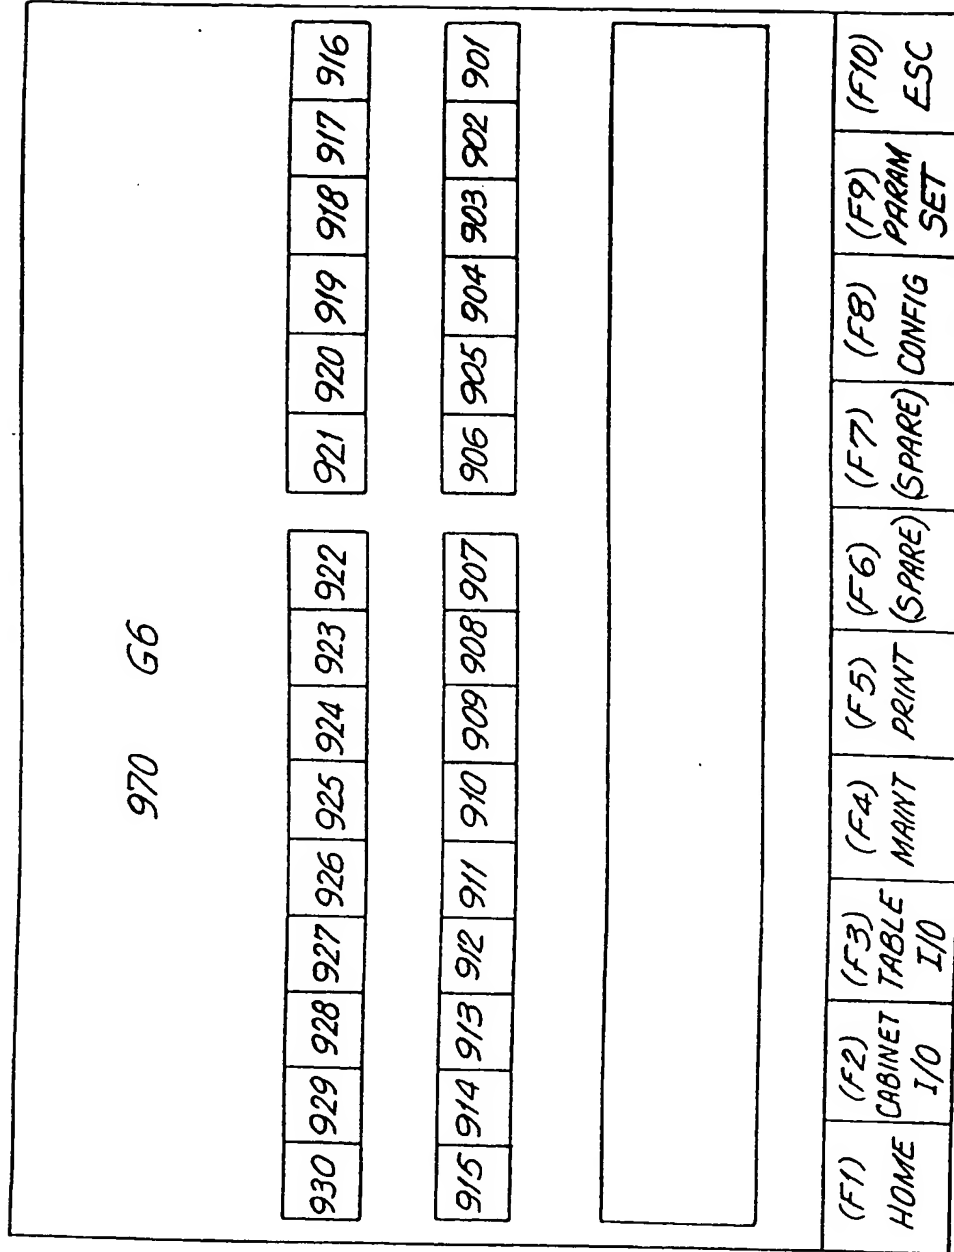 970 G6
930 929 928 927 926 925 924 923 922 921 920 919 918 917 916
915 914 913 912 911 910 909 908 907 906 905 904 903 902 901
(F1) (F2) (F3) (F4) (F5) (F6) (F7) (F8) (F9) (F10)
HOME CABINET TABLE MAINT PRINT (SPARE) (SPARE) CONFIG PARAM ESC
I/O I/O SET